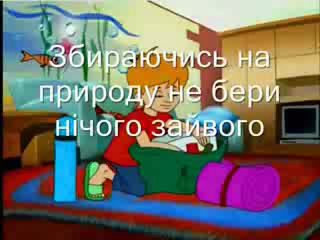 Збираючись на
природу не бери
нічого зайвого